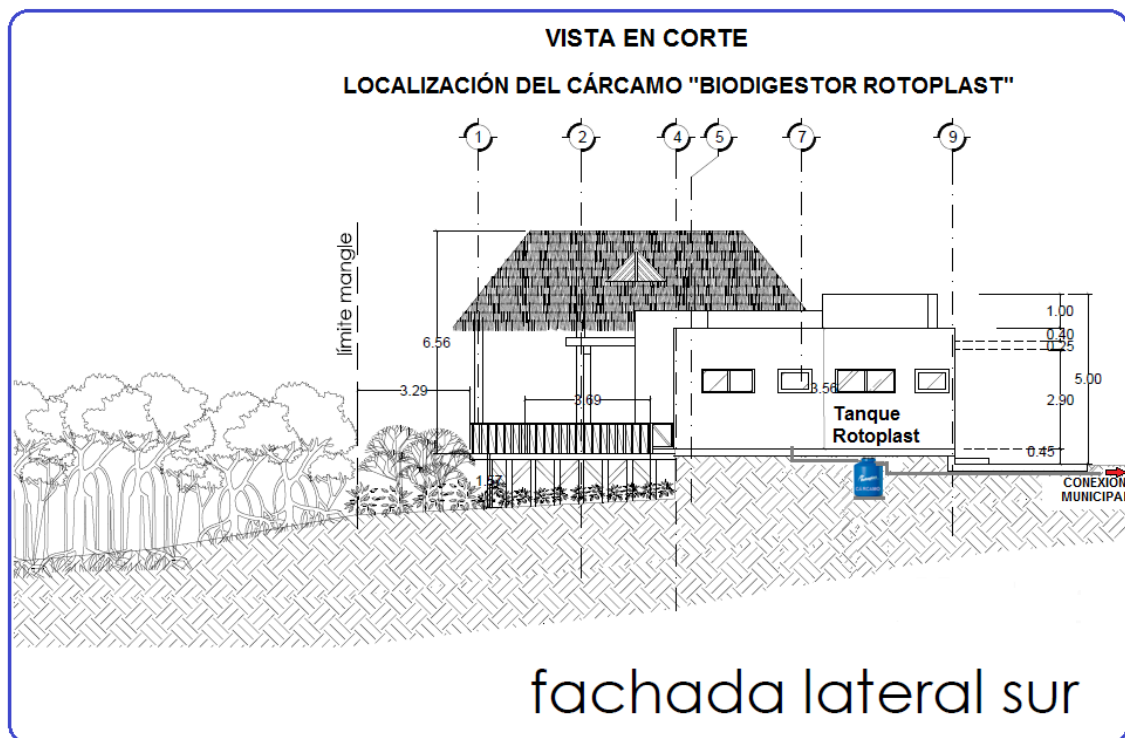 VISTA EN CORTE
LOCALIZACIÓN DEL CÁRCAMO "BIODIGESTOR ROTOPLAST"
1 2 4 5 7 9
límite mangle
6.56
3.29
3.69
3.56
1.57
1.00
0.40
0.25
5.00
2.90
0.45
Tanque
Rotoplast
CARCAMO
CONEXION
MUNICIPAL
fachada lateral sur